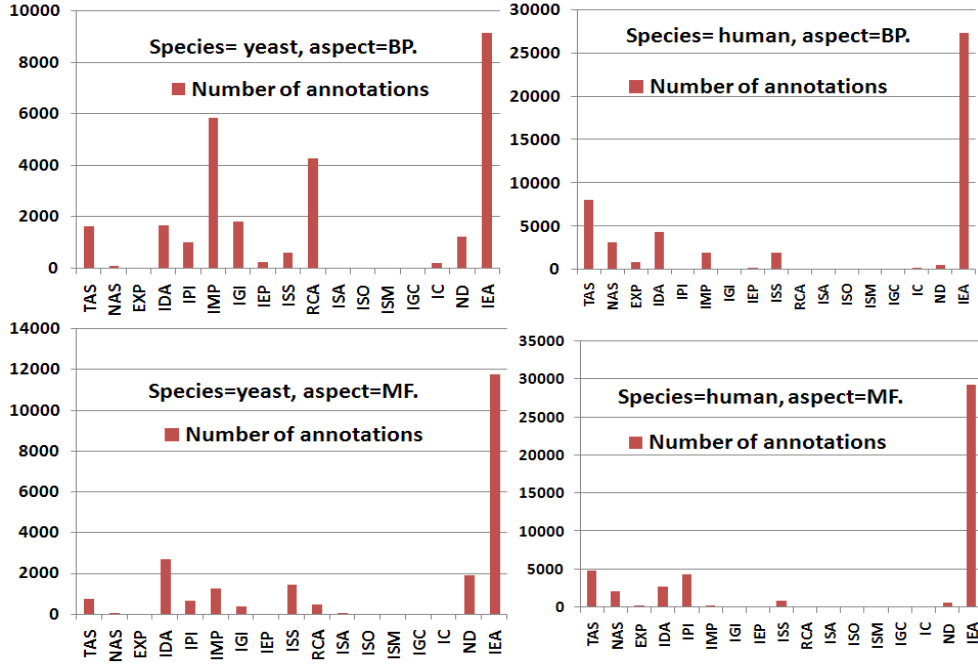 10000
8000
6000
4000
2000
0
Species= yeast, aspect=BP.
Number of annotations
TAS NAS EXP IDA IPI IMP IGI IEP ISS RCA ISA ISO ISM IGC IC ND IEA
30000
25000
20000
15000
10000
5000
0
Species= human, aspect=BP.
Number of annotations
TAS NAS EXP IDA IPI IMP IGI IEP ISS RCA ISA ISO ISM IGC IC ND IEA
14000
12000
10000
8000
6000
4000
2000
0
Species=yeast, aspect=MF.
Number of annotations
TAS NAS EXP IDA IPI IMP IGI IEP ISS RCA ISA ISO ISM IGC IC ND IEA
35000
30000
25000
20000
15000
10000
5000
0
Species=human, aspect=MF.
Number of annotations
TAS NAS EXP IDA IPI IMP IGI IEP ISS RCA ISA ISO ISM IGC IC ND IEA